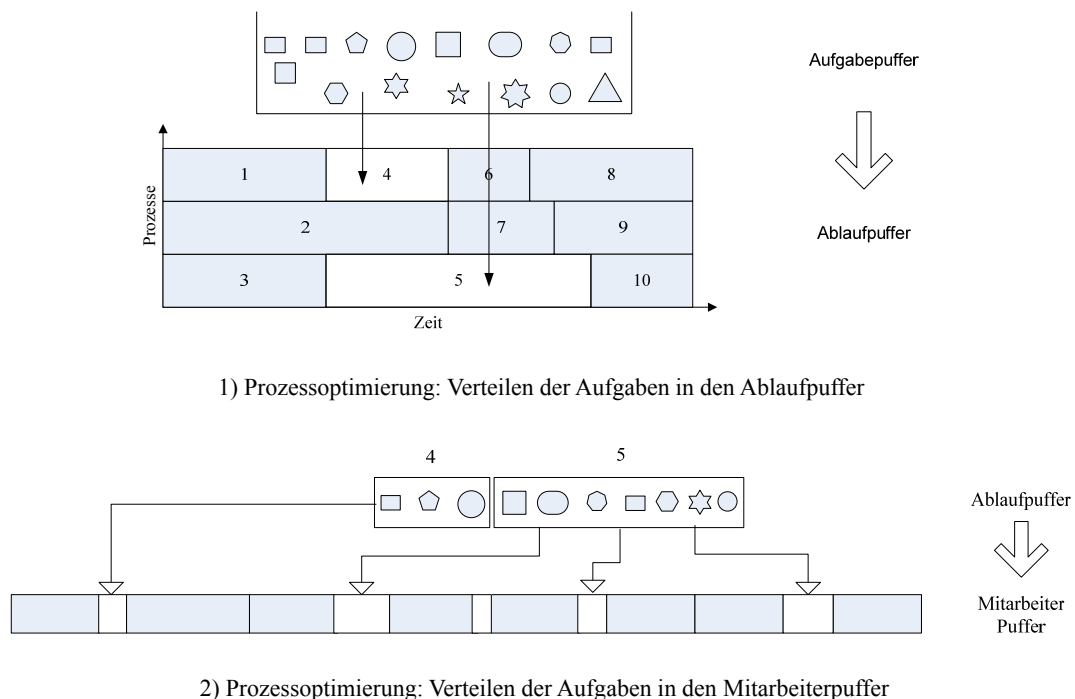 Aufgabepuffer
Prozesse
1
4
6
8
2
7
9
Ablaufpuffer
3
5
10
Zeit
1) Prozessoptimierung: Verteilen der Aufgaben in den Ablaufpuffer
4
5
Ablaufpuffer
Mitarbeiter
Puffer
2) Prozessoptimierung: Verteilen der Aufgaben in den Mitarbeiterpuffer